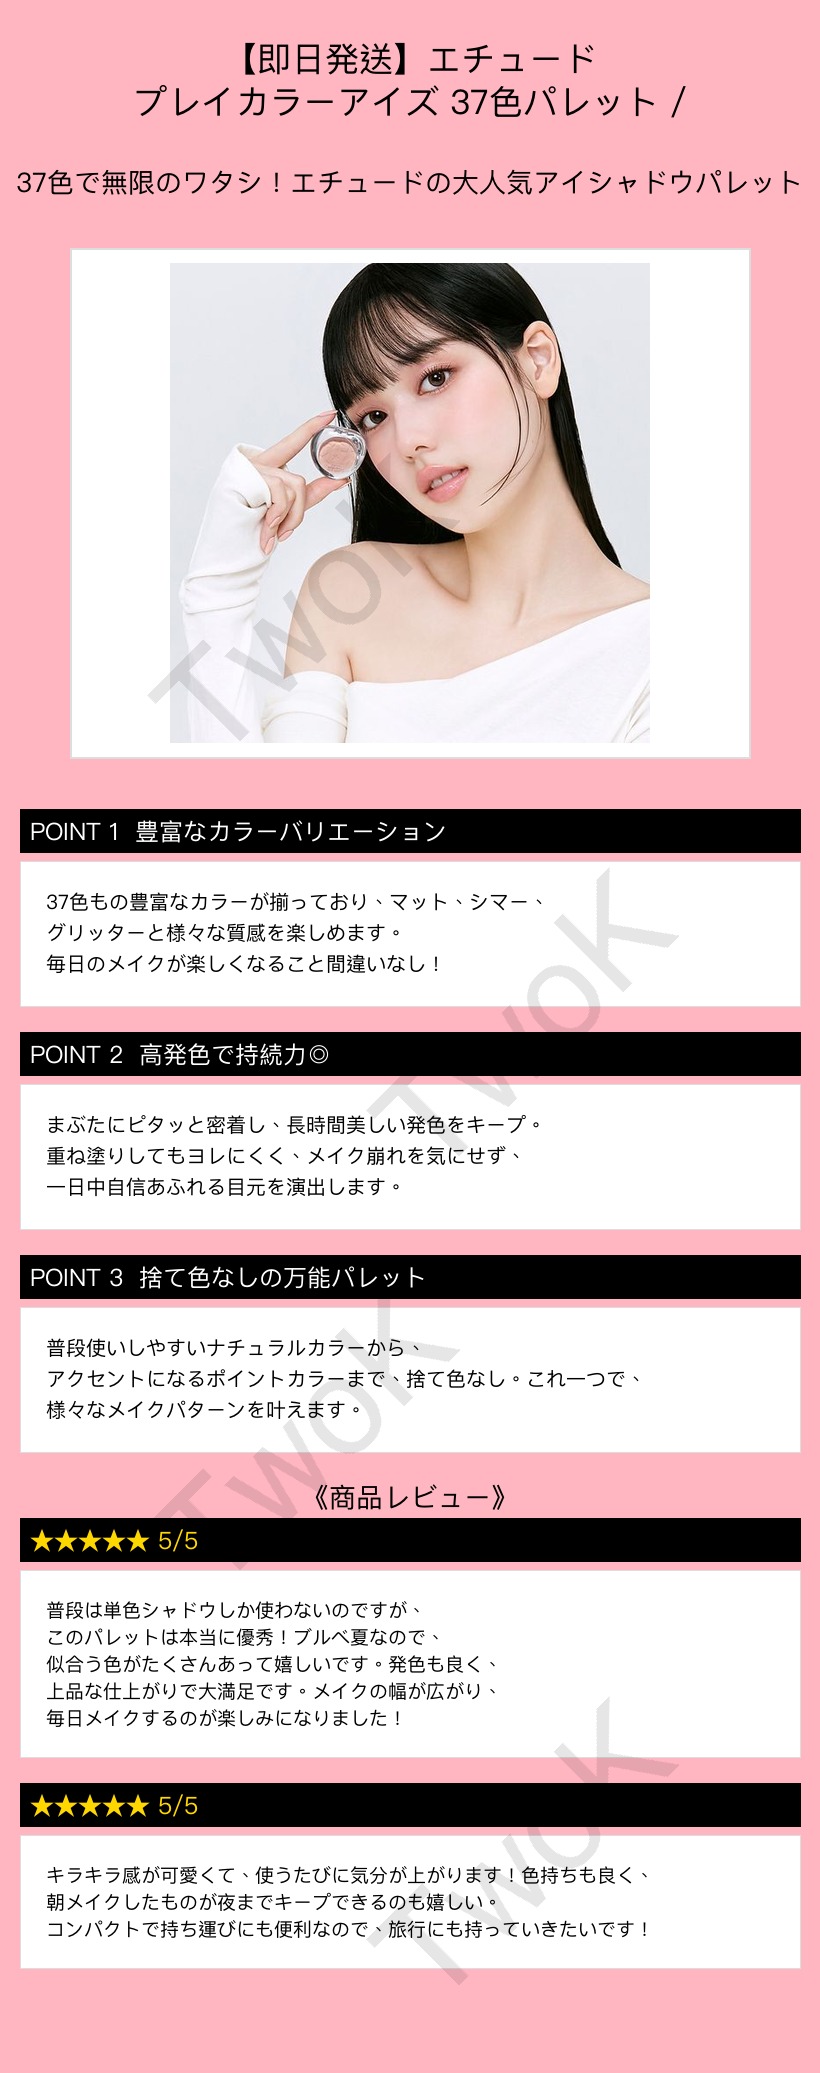 【即日発送】エチュード
プレイカラーアイズ 37色パレット /
37色で無限のワタシ！エチュードの大人気アイシャドウパレット
TwoK
POINT 1 豊富なカラーバリエーション
37色もの豊富なカラーが揃っており、マット、シマー、
グリッターと様々な質感を楽しめます。
毎日のメイクが楽しくなること間違いなし！
TwoK
POINT 2 高発色で持続力◎
まぶたにピタッと密着し、長時間美しい発色をキープ。
重ね塗りしてもヨレにくく、メイク崩れを気にせず、
一日中自信あふれる目元を演出します。
POINT 3 捨て色なしの万能パレット
普段使いしやすいナチュラルカラーから、
アクセントになるポイントカラーまで、捨て色なし。これ一つで、
様々なメイクパターンを叶えます。
TwoK
《商品レビュー》
★★★★★ 5/5
普段は単色シャドウしか使わないのですが、
このパレットは本当に優秀！ブルベ夏なので、
似合う色がたくさんあって嬉しいです。発色も良く、
上品な仕上がりで大満足です。メイクの幅が広がり、
毎日メイクするのが楽しみになりました！
★★★★★ 5/5
キラキラ感が可愛くて、使うたびに気分が上がります！色持ちも良く、
朝メイクしたものが夜までキープできるのも嬉しい。
コンパクトで持ち運びにも便利なので、旅行にも持っていきたいです！
TwoK